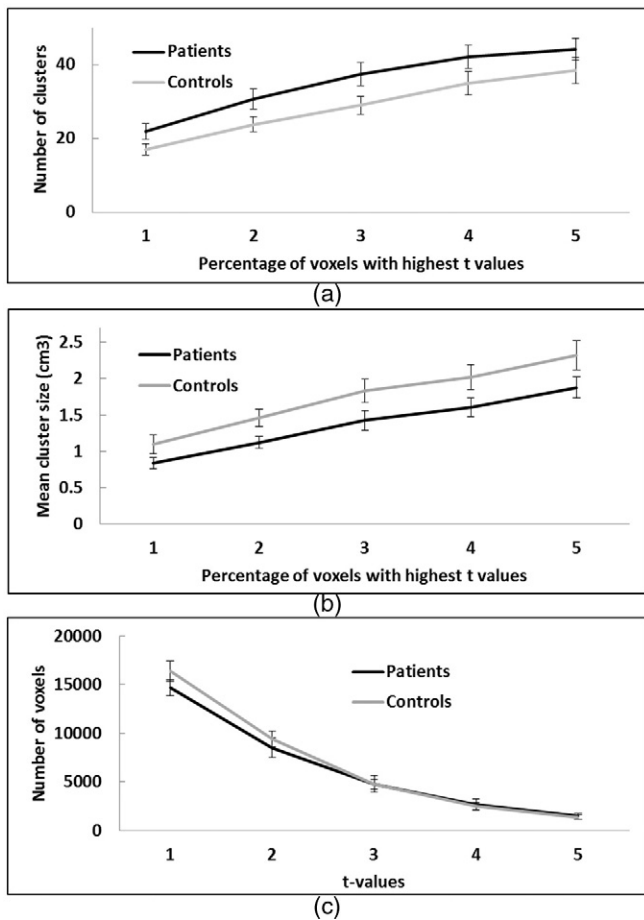 Number of clusters
40
20
0
Patients
Controls
1 2 3 4 5
Percentage of voxels with highest t values
(a)
Mean cluster size (cm3)
2.5
2
1.5
1
0.5
0
Patients
Controls
1 2 3 4 5
Percentage of voxels with highest t values
(b)
Number of voxels
20000
15000
10000
5000
0
Patients
Controls
1 2 3 4 5
t-values
(c)